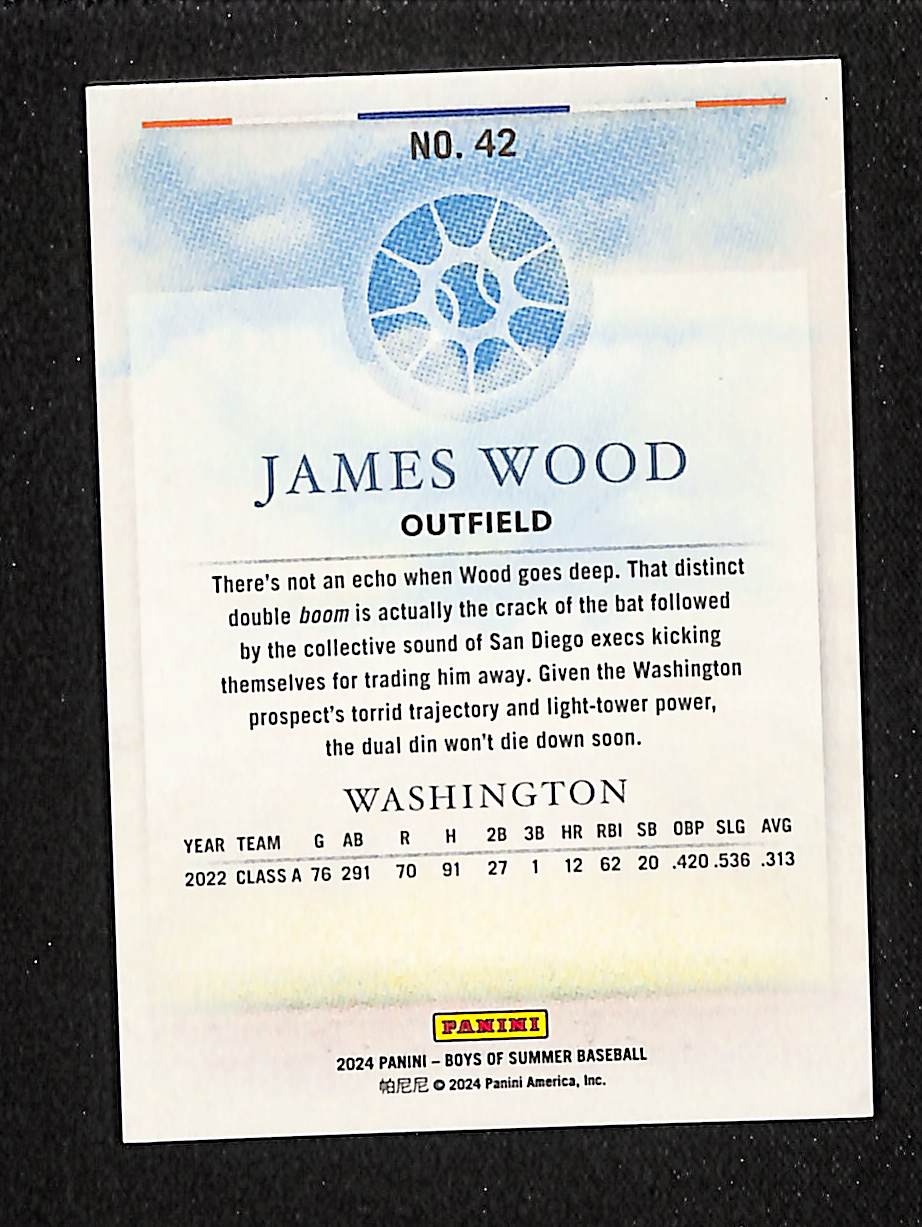 NO. 42
JAMES WOOD
OUTFIELD
There's not an echo when Wood goes deep. That distinct
double boom is actually the crack of the bat followed
by the collective sound of San Diego execs kicking
themselves for trading him away. Given the Washington
prospect's torrid trajectory and light-tower power,
the dual din won't die down soon.
WASHINGTON
YEAR TEAM G AB R H 2B 3B HR RBI SB OBP SLG AVG
2022 CLASS A 76 291 70 91 27 1 12 62 20 .420 .536 .313
PANINI
2024 PANINI – BOYS OF SUMMER BASEBALL
帕尼尼 © 2024 Panini America, Inc.